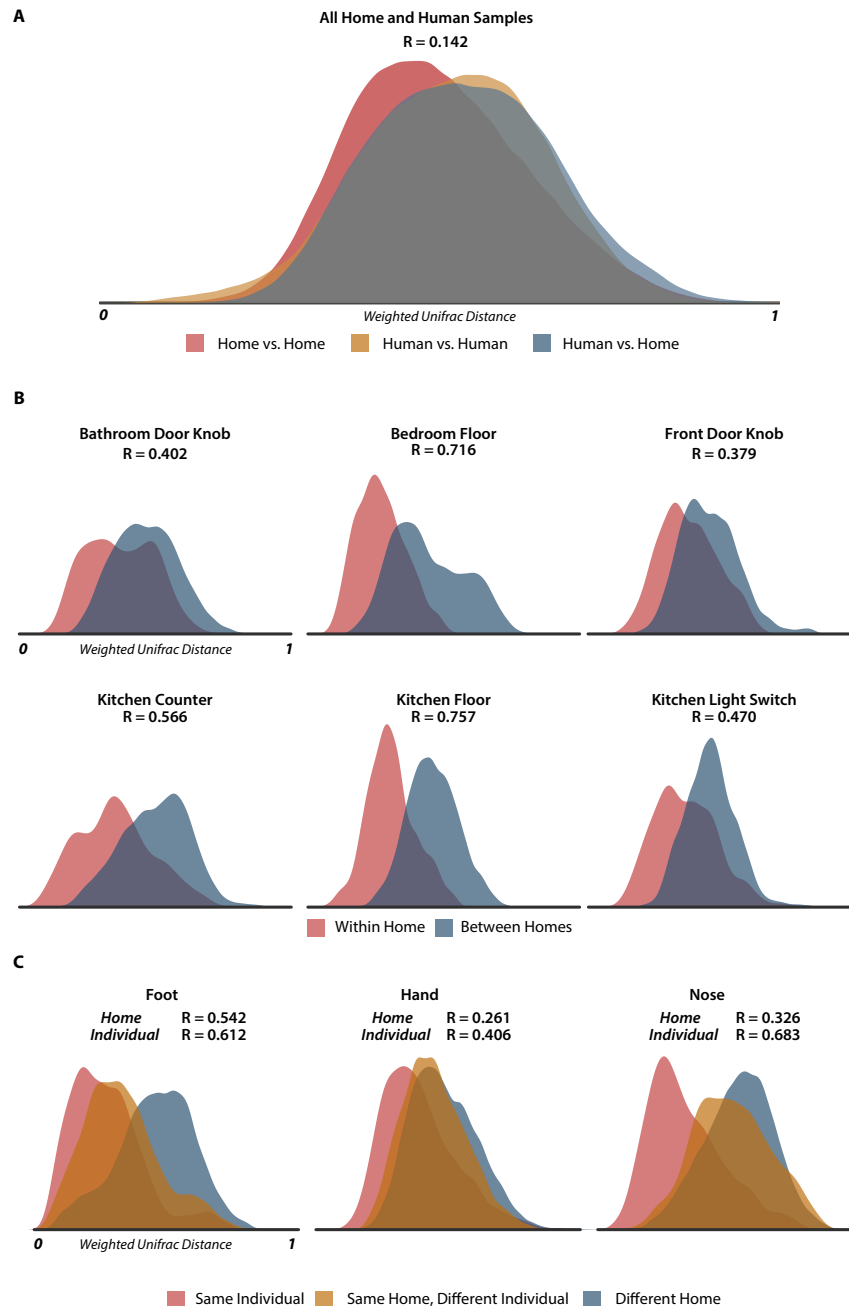 A
All Home and Human Samples
R = 0.142
0 Weighted Unifrac Distance 1
Home vs. Home Human vs. Human Human vs. Home
B
Bathroom Door Knob
R = 0.402
Bedroom Floor
R = 0.716
Front Door Knob
R = 0.379
0 Weighted Unifrac Distance 1
Kitchen Counter
R = 0.566
Kitchen Floor
R = 0.757
Kitchen Light Switch
R = 0.470
Within Home Between Homes
C
Foot
Home R = 0.542
Individual R = 0.612
Hand
Home R = 0.261
Individual R = 0.406
Nose
Home R = 0.326
Individual R = 0.683
0 Weighted Unifrac Distance 1
Same Individual Same Home, Different Individual Different Home